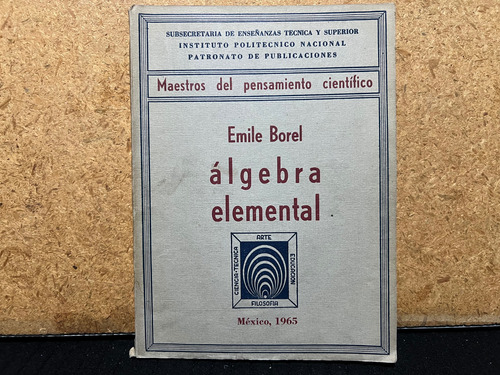 SUBSECRETARIA DE ENSEÑANZAS TECNICA Y SUPERIOR
INSTITUTO POLITECNICO NACIONAL
PATRONATO DE PUBLICACIONES
Maestros del pensamiento científico
Emile Borel
álgebra
elemental
ARTE
CIENCIA-TECNICA
EDUCACION
FILOSOFIA
México, 1965